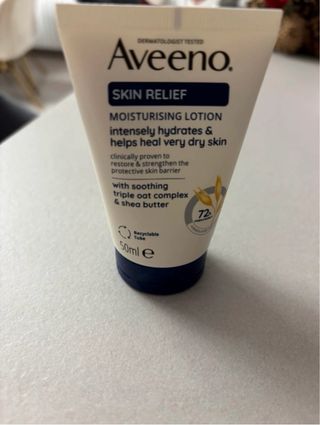 DERMATOLOGIST TESTED
Aveeno.
SKIN RELIEF
MOISTURISING LOTION
intensely hydrates &
helps heal very dry skin
clinically proven to
restore & strengthen the
protective skin barrier
with soothing
triple oat complex
& shea butter
72
Recyclable
Tube
50ml e